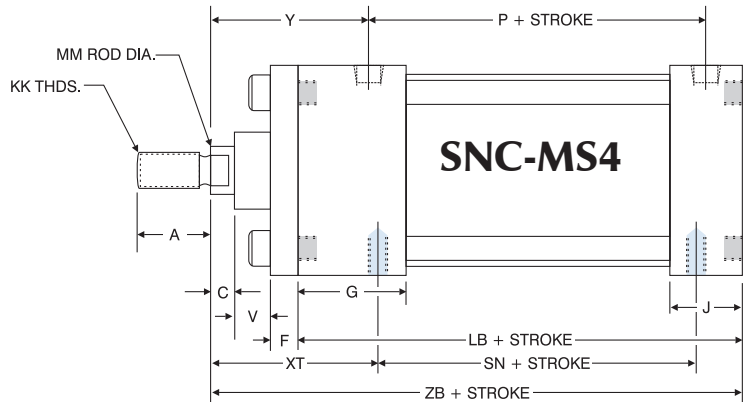 Y
P + STROKE
MM ROD DIA.
KK THDS.
SNC-MS4
A
C
G
J
V
F
LB + STROKE
XT
SN + STROKE
ZB + STROKE